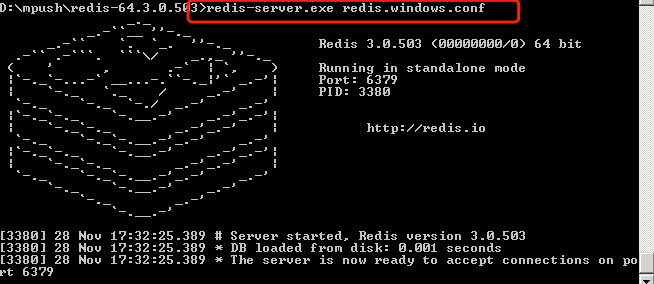 D:\mpush\redis-64.3.0.503>redis-server.exe redis.windows.conf
Redis 3.0.503 (00000000/0) 64 bit
Running in standalone mode
Port: 6379
PID: 3380
http://redis.io
[3380] 28 Nov 17:32:25.389 # Server started, Redis version 3.0.503
[3380] 28 Nov 17:32:25.389 * DB loaded from disk: 0.001 seconds
[3380] 28 Nov 17:32:25.389 * The server is now ready to accept connections on po
rt 6379